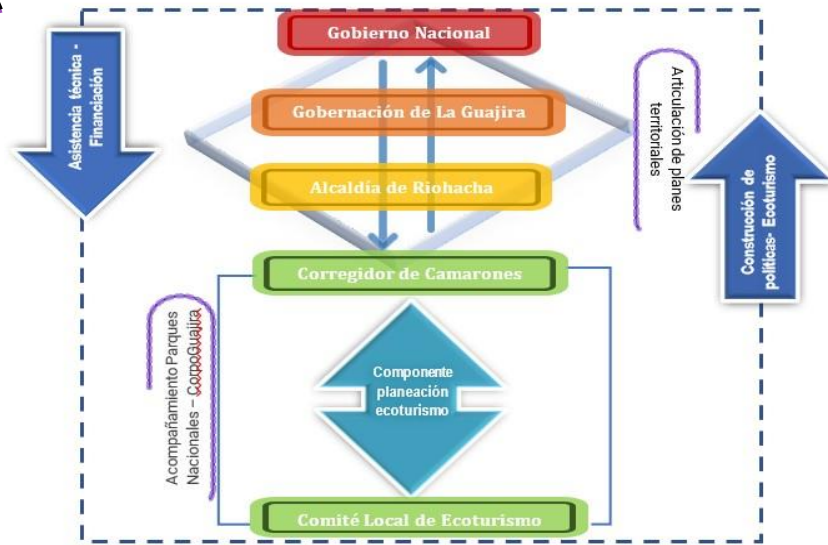 Gobierno Nacional
Asistencia técnica -
Financiación
Gobernación de La Guajira
Articulación de planes
territoriales
Alcaldía de Riohacha
Construcción de
políticas- Ecoturismo
Corregidor de Camarones
Acompañamiento Parques
Nacionales – CorpoGuajira
Componente
planeación
ecoturismo
Comité Local de Ecoturismo